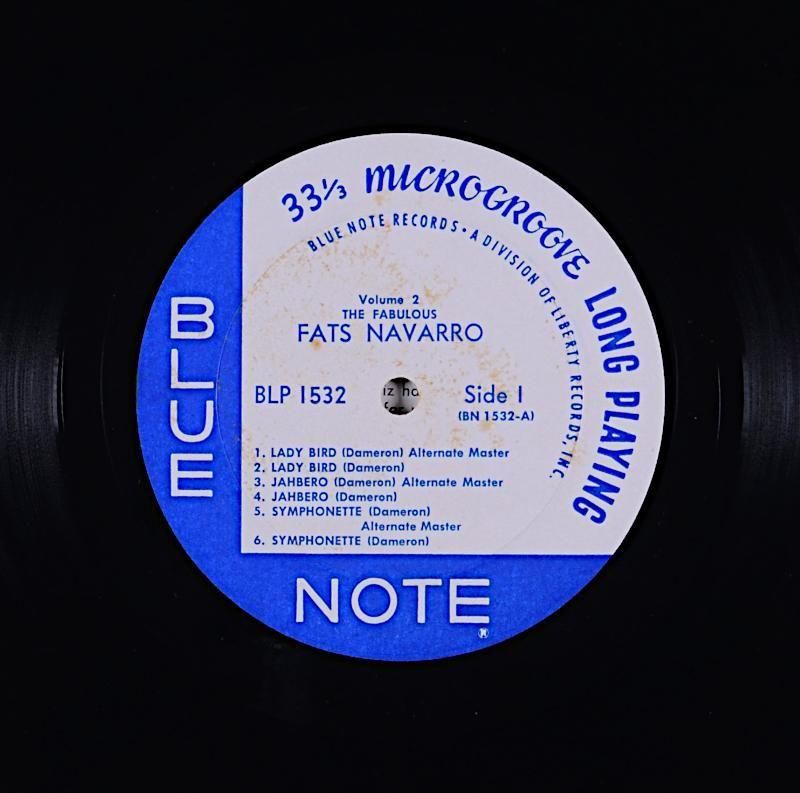 33⅓ MICROGROOVE LONG PLAYING
BLUE NOTE RECORDS • A DIVISION OF LIBERTY RECORDS, INC.
Volume 2
THE FABULOUS
FATS NAVARRO
BLP 1532
Side 1
(BN 1532-A)
1. LADY BIRD (Dameron) Alternate Master
2. LADY BIRD (Dameron)
3. JAHBERO (Dameron) Alternate Master
4. JAHBERO (Dameron)
5. SYMPHONETTE (Dameron)
Alternate Master
6. SYMPHONETTE (Dameron)
BLUE
NOTE